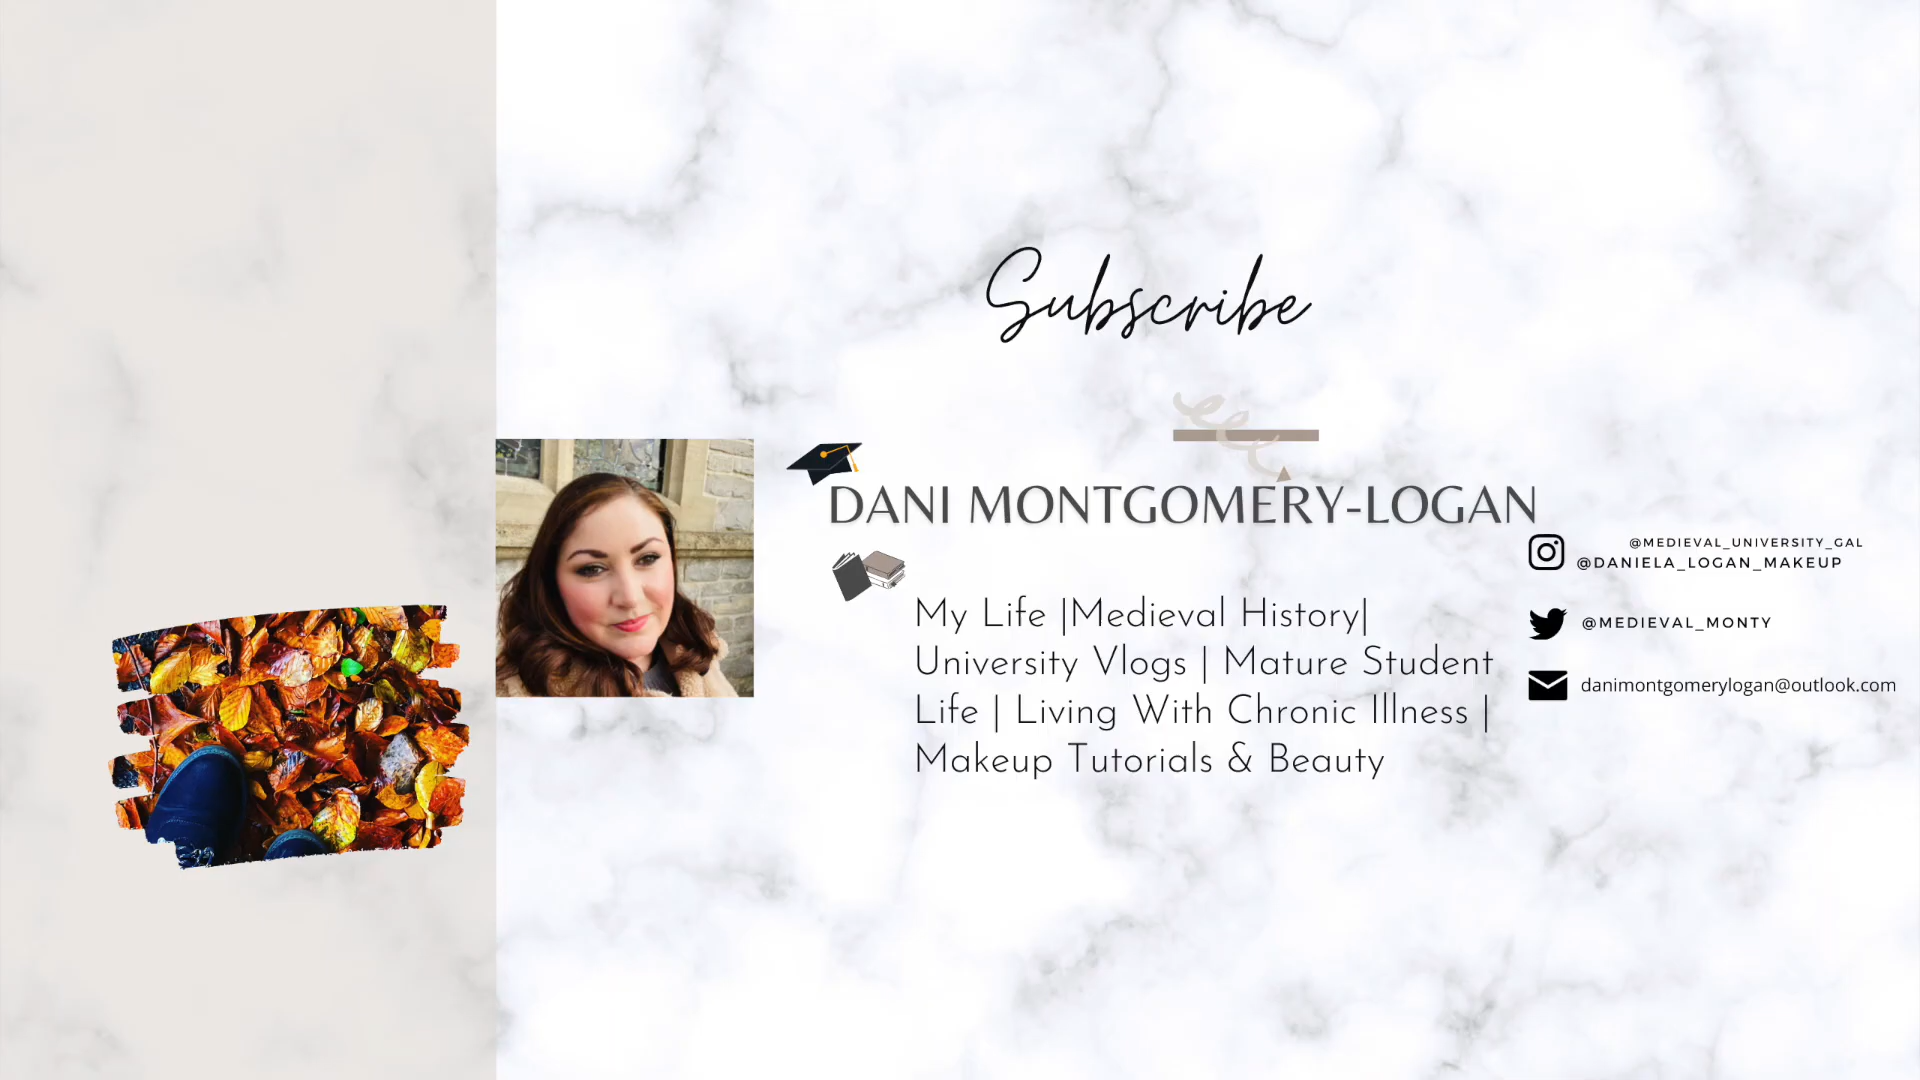 Subscribe
DANI MONTGOMERY-LOGAN
My Life |Medieval History|
University Vlogs | Mature Student
Life | Living With Chronic Illness |
Makeup Tutorials & Beauty
@MEDIEVAL_UNIVERSITY_GAL
@DANIELA_LOGAN_MAKEUP
@MEDIEVAL_MONTY
danimontgomerylogan@outlook.com